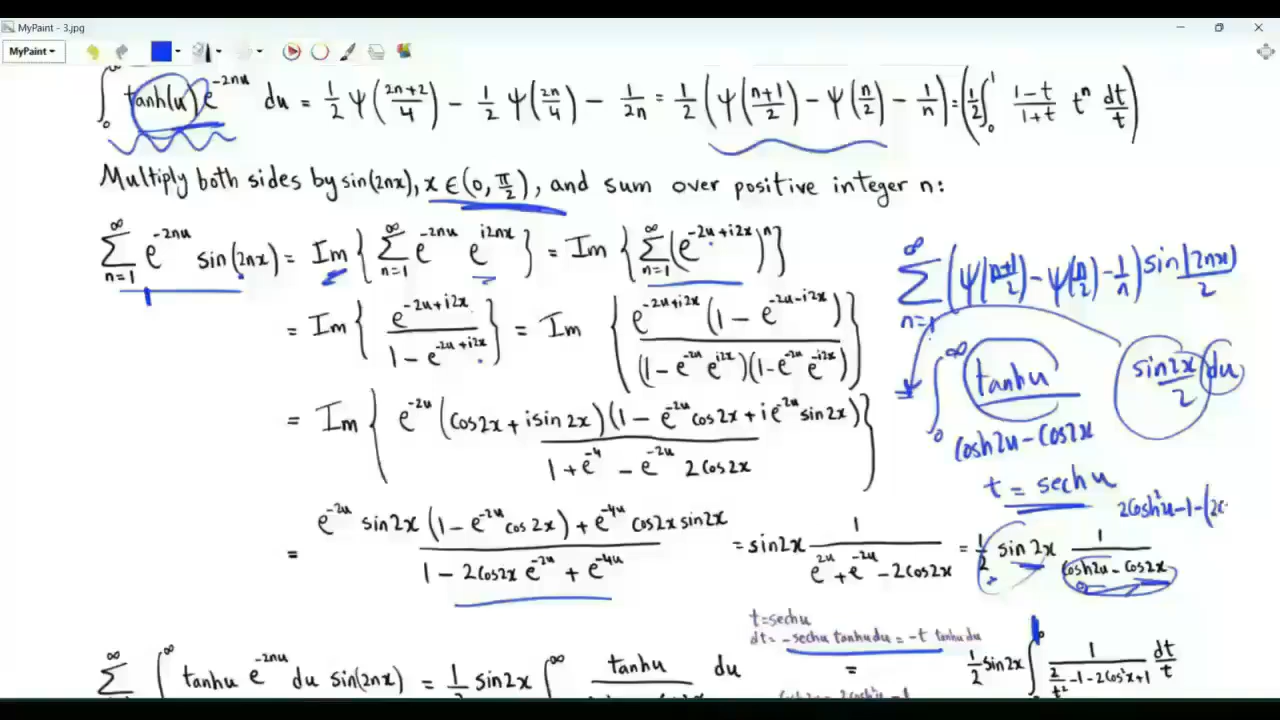 MyPaint - 3.jpg
MyPaint
∫₀^∞ tanh(u) e^{-2nu} du = 1/2 ψ((2n+2)/4) - 1/2 ψ(2n/4) - 1/2n = 1/2 (ψ((n+1)/2) - ψ(n/2) - 1/n) = (1/2 ∫₀¹ (1-t)/(1+t) tⁿ dt/t)
Multiply both sides by sin(2nx), x ∈ (0, π/2), and sum over positive integer n:
∑_{n=1}^∞ e^{-2nu} sin(2nx) = Im { ∑_{n=1}^∞ e^{-2nu} e^{i2nx} } = Im { ∑_{n=1}^∞ (e^{-2u+i2x})ⁿ }
∑_{n=1}^∞ (ψ((n+1)/2) - ψ(n/2) - 1/n) sin(2nx)/2
= Im { e^{-2u+i2x} / (1 - e^{-2u+i2x}) } = Im { e^{-2u+i2x} (1 - e^{-2u-i2x}) / ((1 - e^{-2u} e^{i2x})(1 - e^{-2u} e^{-i2x})) }
= ∫₀^∞ tanhu / (cosh2u - cos2x) sin2x/2 du
= Im { e^{-2u} (cos2x + isin2x)(1 - e^{-2u} cos2x + i e^{-2u} sin2x) / (1 + e^{-4} - e^{-2u} 2cos2x) }
t = sechu
2cosh²u-1-(2c
= (e^{-2u} sin2x (1 - e^{-2u} cos2x) + e^{-4u} cos2x sin2x) / (1 - 2cos2x e^{-2u} + e^{-4u}) = sin2x 1/(e^{2u} + e^{-2u} - 2cos2x) = 1/2 sin2x 1/(cosh2u - cos2x)
t=sechu
dt = -sechu tanhu du = -t tanhu du
∑^∞ ∫^∞ tanhu e^{-2nu} du sin(2nx) = 1/2 sin2x ∫^∞ tanhu du = 1/2 sin2x ∫ 1/(2/t² -1-2cos²x+1) dt/t